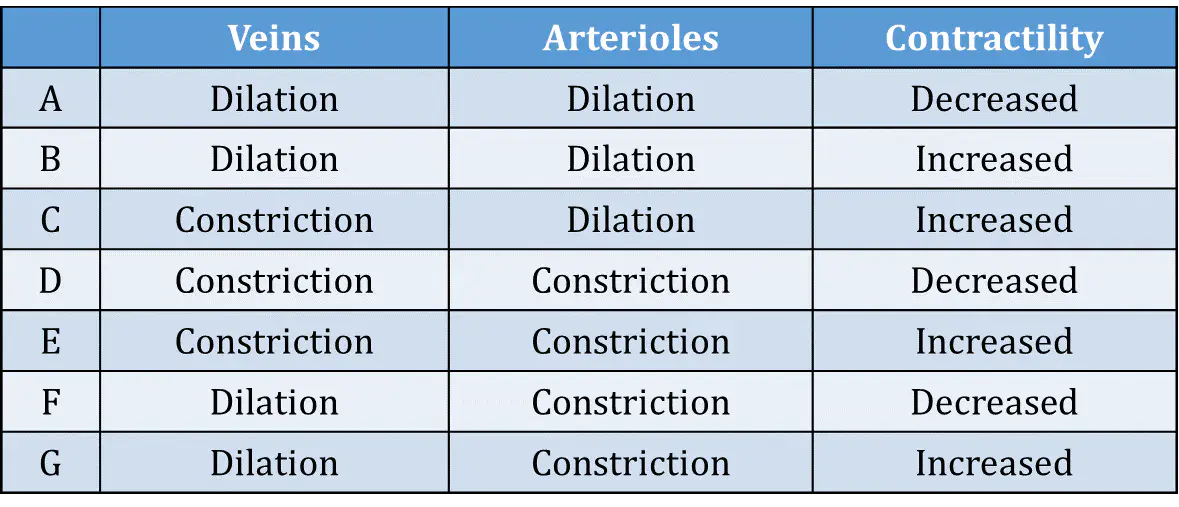 Veins Arterioles Contractility
A Dilation Dilation Decreased
B Dilation Dilation Increased
C Constriction Dilation Increased
D Constriction Constriction Decreased
E Constriction Constriction Increased
F Dilation Constriction Decreased
G Dilation Constriction Increased